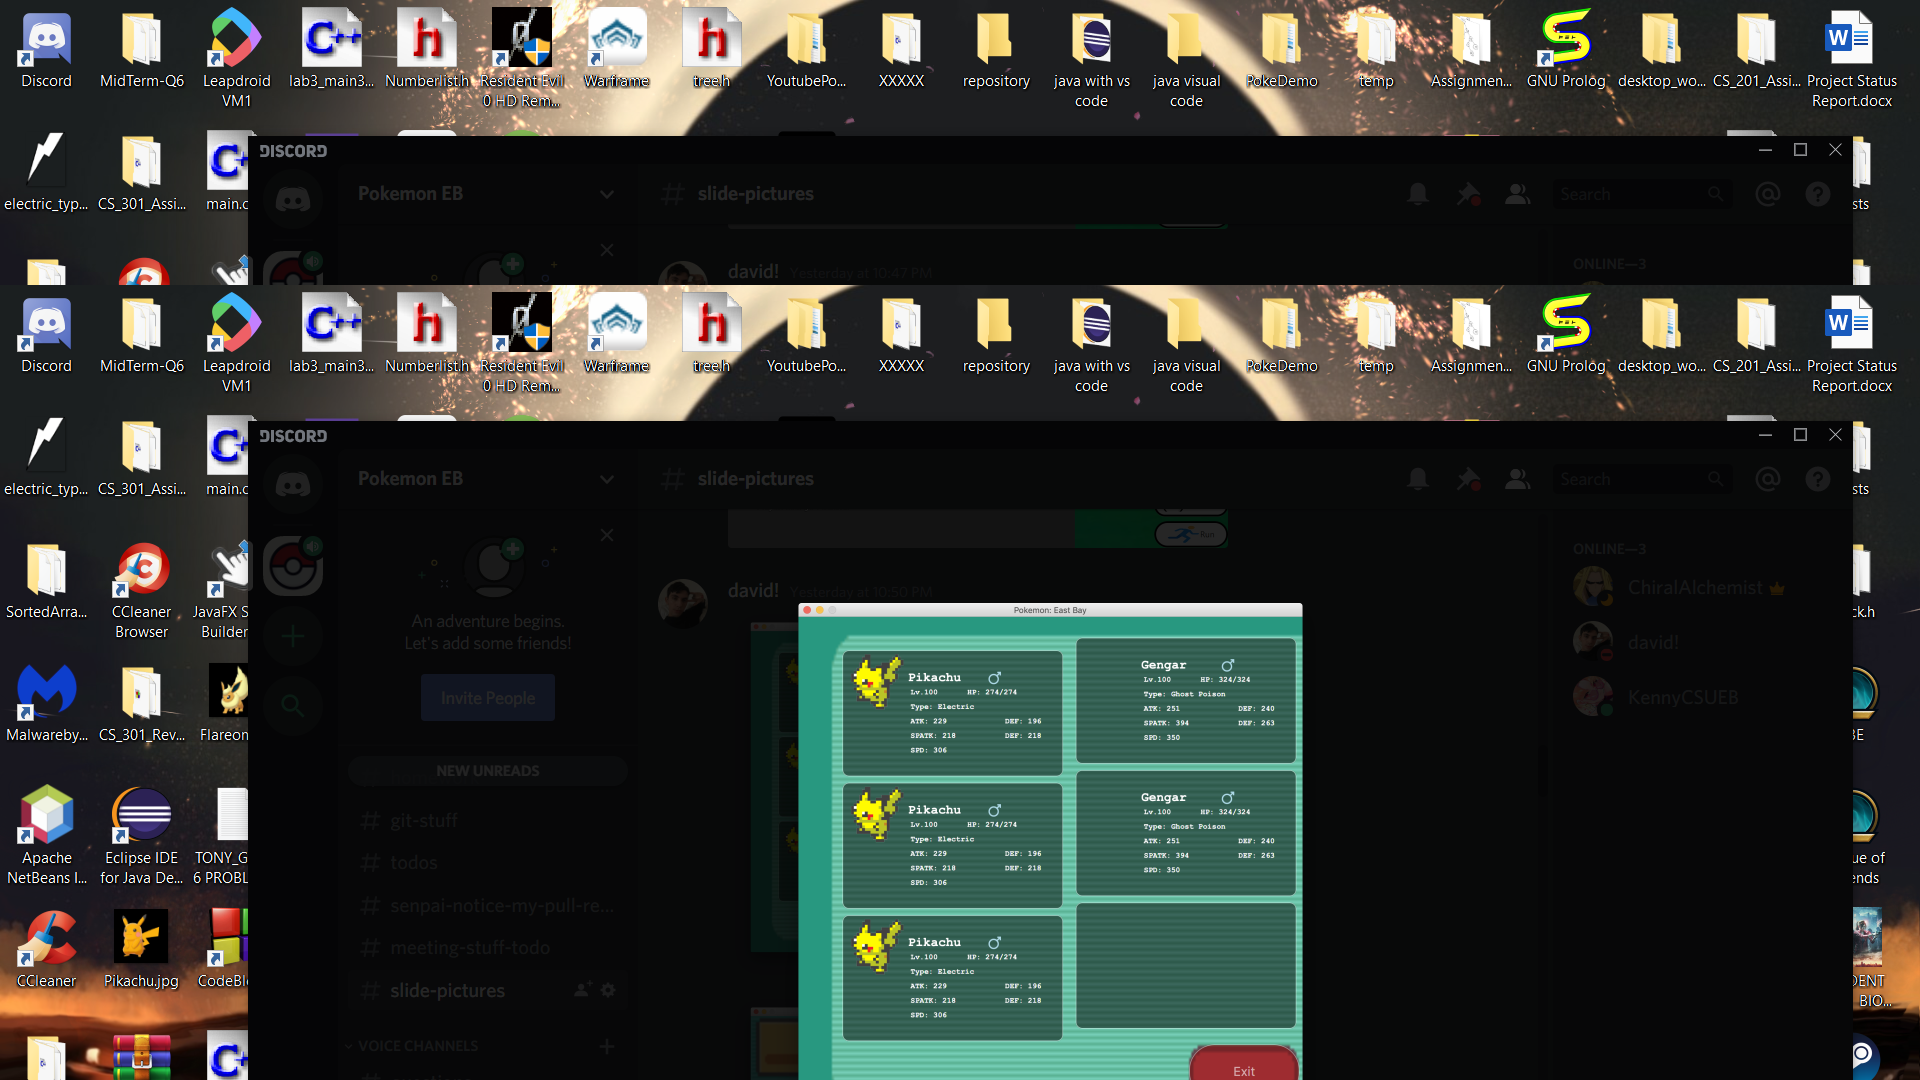 Discord
MidTerm-Q6
Leapdroid VM1
lab3_main3...
Numberlist.h
Resident Evil 0 HD Rem...
Warframe
tree.h
YoutubePo...
XXXXX
repository
java with vs code
java visual code
PokeDemo
temp
Assignmen...
GNU Prolog
desktop_wo...
CS_201_Assi...
Project Status Report.docx
electric_typ...
CS_301_Assi...
main.c
sts
DISCORD
Pokemon EB
# slide-pictures
Search
david! Yesterday at 10:47 PM
ONLINE—3
Discord
MidTerm-Q6
Leapdroid VM1
lab3_main3...
Numberlist.h
Resident Evil 0 HD Rem...
Warframe
tree.h
YoutubePo...
XXXXX
repository
java with vs code
java visual code
PokeDemo
temp
Assignmen...
GNU Prolog
desktop_wo...
CS_201_Assi...
Project Status Report.docx
electric_typ...
CS_301_Assi...
main.c
sts
DISCORD
Pokemon EB
# slide-pictures
Search
Run
SortedArra...
CCleaner Browser
JavaFX S
Builder
ck.h
Malwareby...
CS_301_Rev...
Flareon
BE
Apache NetBeans I...
Eclipse IDE for Java De...
TONY_G
6 PROBL
ue of
ends
CCleaner
Pikachu.jpg
CodeBl
DENT
BIO...
An adventure begins.
Let's add some friends!
Invite People
NEW UNREADS
# git-stuff
# todos
# senpai-notice-my-pull-re...
# meeting-stuff-todo
# slide-pictures
VOICE CHANNELS
david! Yesterday at 10:50 PM
ONLINE—3
ChiralAlchemist
david!
KennyCSUEB
Pokemon: East Bay
Pikachu ♂
Lv.100 HP: 274/274
Type: Electric
ATK: 229 DEF: 196
SPATK: 218 DEF: 218
SPD: 306
Gengar ♂
Lv.100 HP: 324/324
Type: Ghost Poison
ATK: 251 DEF: 240
SPATK: 394 DEF: 263
SPD: 350
Pikachu ♂
Lv.100 HP: 274/274
Type: Electric
ATK: 229 DEF: 196
SPATK: 218 DEF: 218
SPD: 306
Gengar ♂
Lv.100 HP: 324/324
Type: Ghost Poison
ATK: 251 DEF: 240
SPATK: 394 DEF: 263
SPD: 350
Pikachu ♂
Lv.100 HP: 274/274
Type: Electric
ATK: 229 DEF: 196
SPATK: 218 DEF: 218
SPD: 306
Exit